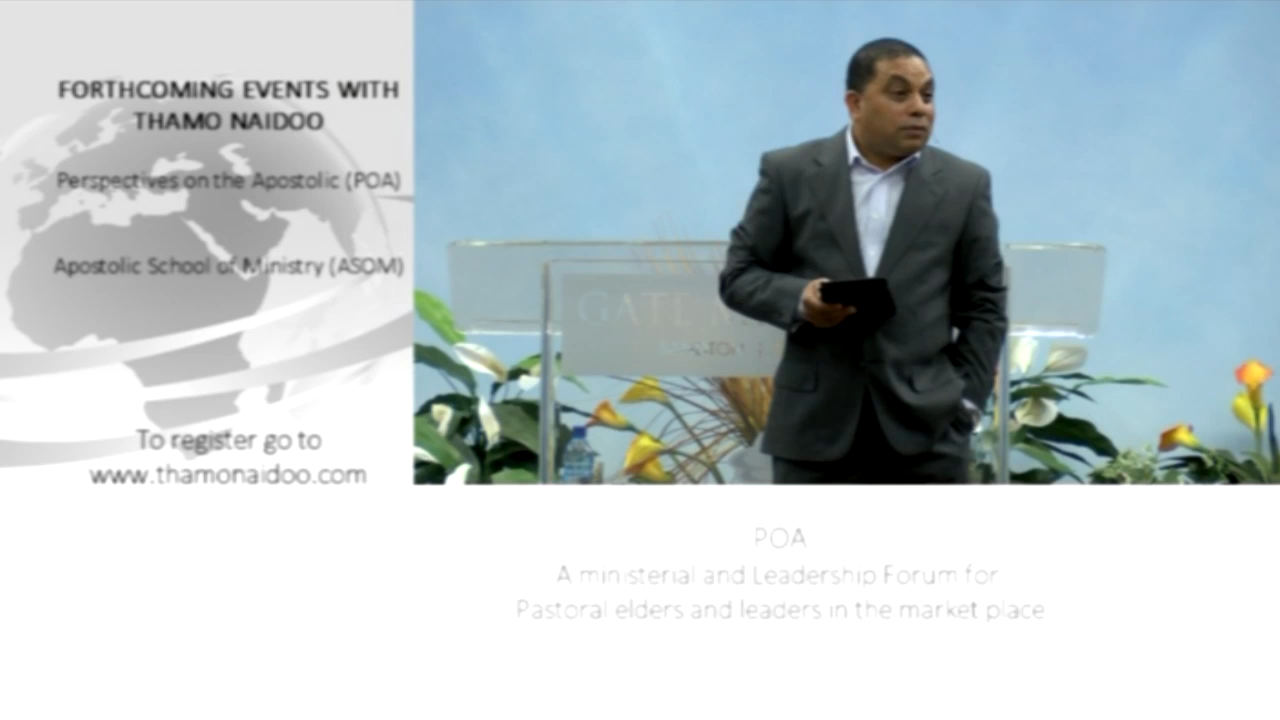 FORTHCOMING EVENTS WITH
THAMO NAIDOO
Perspectives on the Apostolic (POA)
Apostolic School of Ministry (ASOM)
To register go to
www.thamonaidoo.com
GATE
POA
A ministerial and Leadership Forum for
Pastoral elders and leaders in the market place